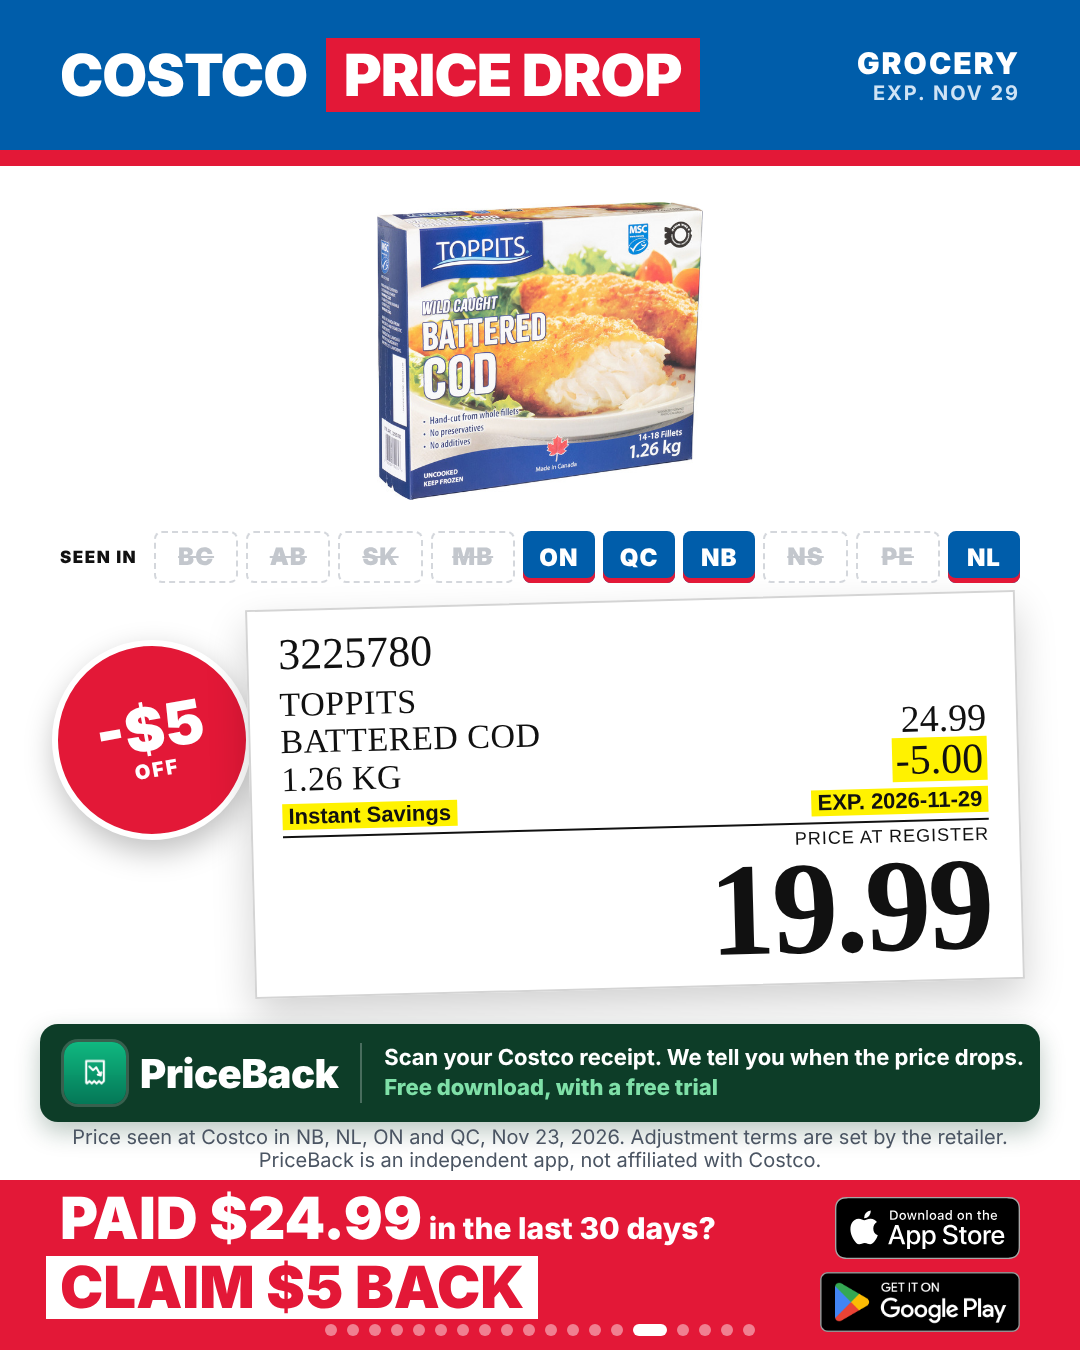 COSTCO PRICE DROP
GROCERY
EXP. NOV 29
TOPPITS
MSC
WILD CAUGHT
BATTERED
COD
• Hand-cut from whole fillets
• No preservatives
• No additives
UNCOOKED
KEEP FROZEN
Made in Canada
14-18 Fillets
1.26 kg
SEEN IN BC AB SK MB ON QC NB NS PE NL
-$5
OFF
3225780
TOPPITS
BATTERED COD
1.26 KG
Instant Savings
24.99
-5.00
EXP. 2026-11-29
PRICE AT REGISTER
19.99
PriceBack
Scan your Costco receipt. We tell you when the price drops.
Free download, with a free trial
Price seen at Costco in NB, NL, ON and QC, Nov 23, 2026. Adjustment terms are set by the retailer.
PriceBack is an independent app, not affiliated with Costco.
PAID $24.99 in the last 30 days?
CLAIM $5 BACK
Download on the
App Store
GET IT ON
Google Play